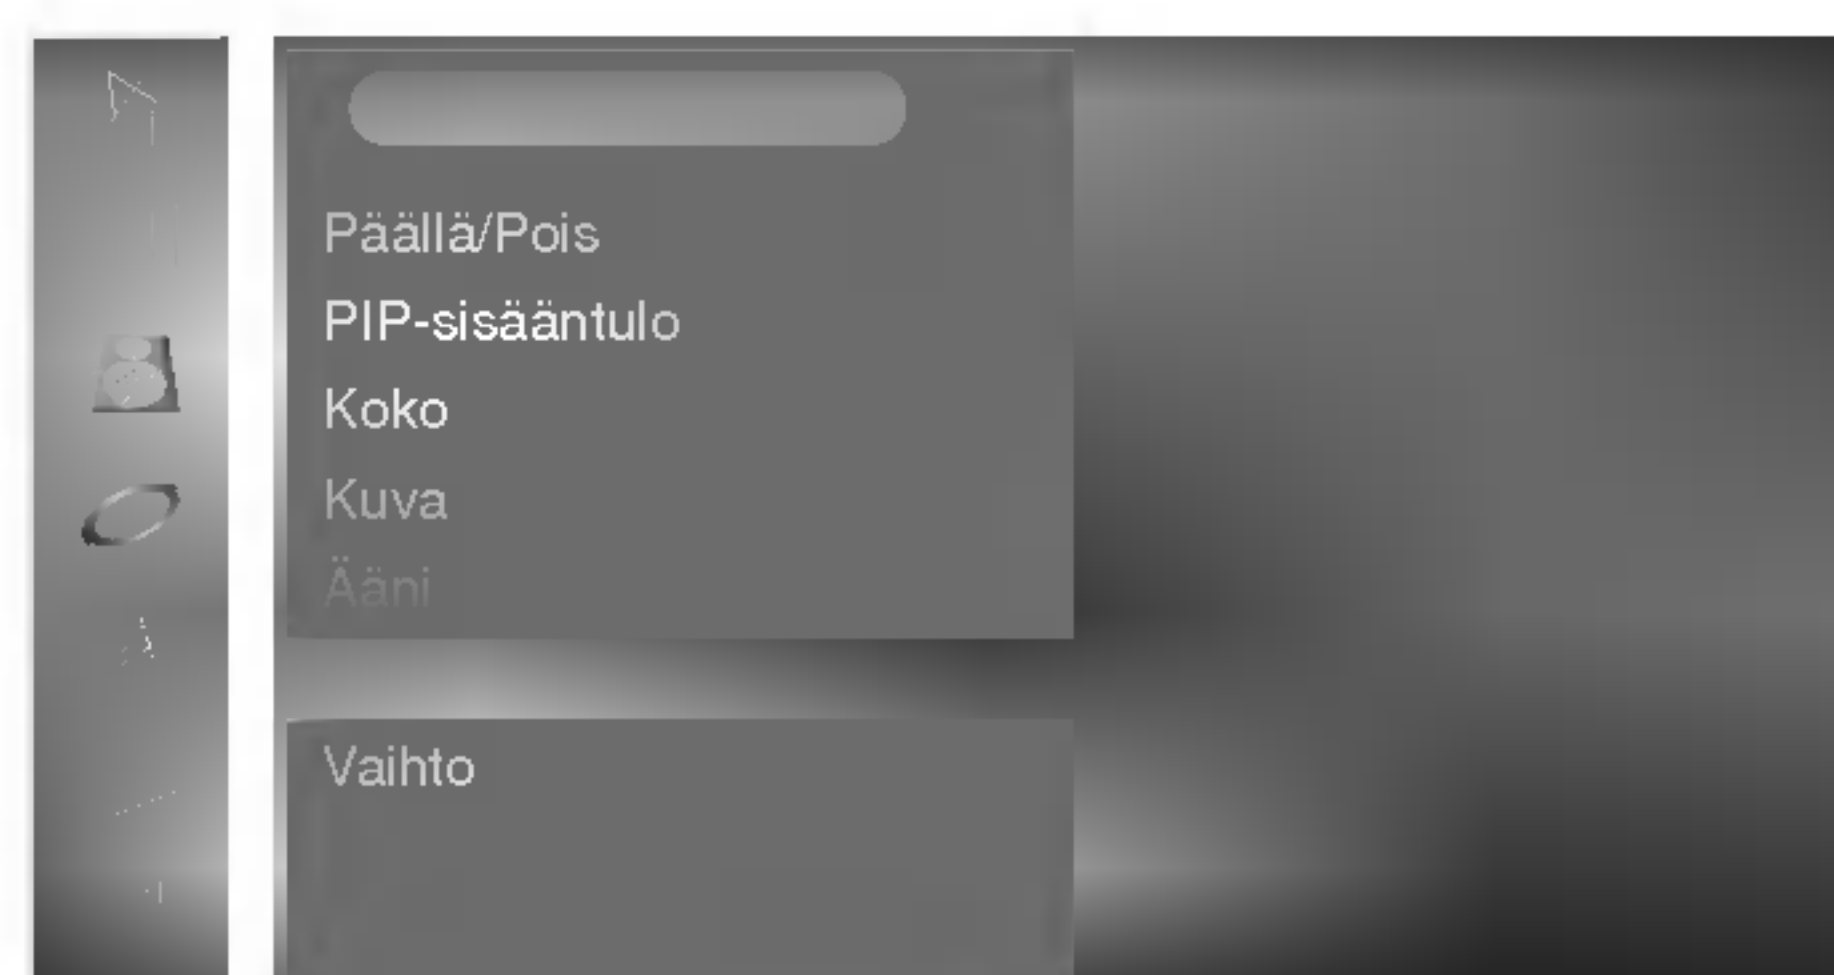 Päällä/Pois
PIP-sisääntulo
Koko
Kuva
Ääni
Vaihto